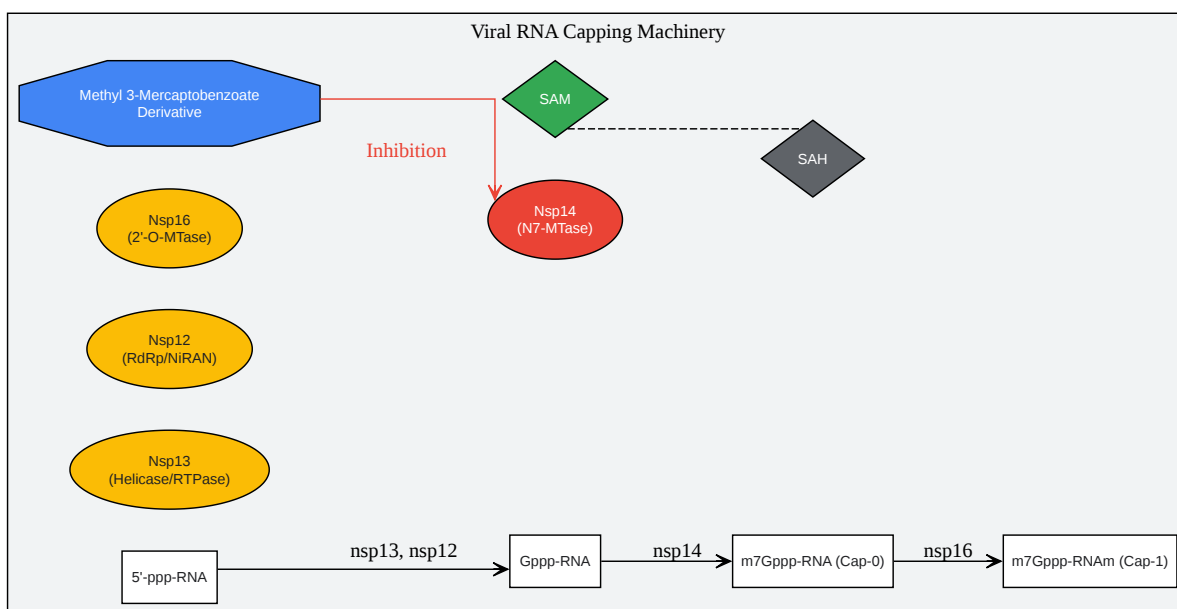 Viral RNA Capping Machinery
Methyl 3-Mercaptobenzoate
Derivative
SAM
Inhibition
SAH
Nsp16
(2'-O-MTase)
Nsp14
(N7-MTase)
Nsp12
(RdRp/NiRAN)
Nsp13
(Helicase/RTPase)
5'-ppp-RNA
nsp13, nsp12
Gppp-RNA
nsp14
m7Gppp-RNA (Cap-0)
nsp16
m7Gppp-RNAm (Cap-1)